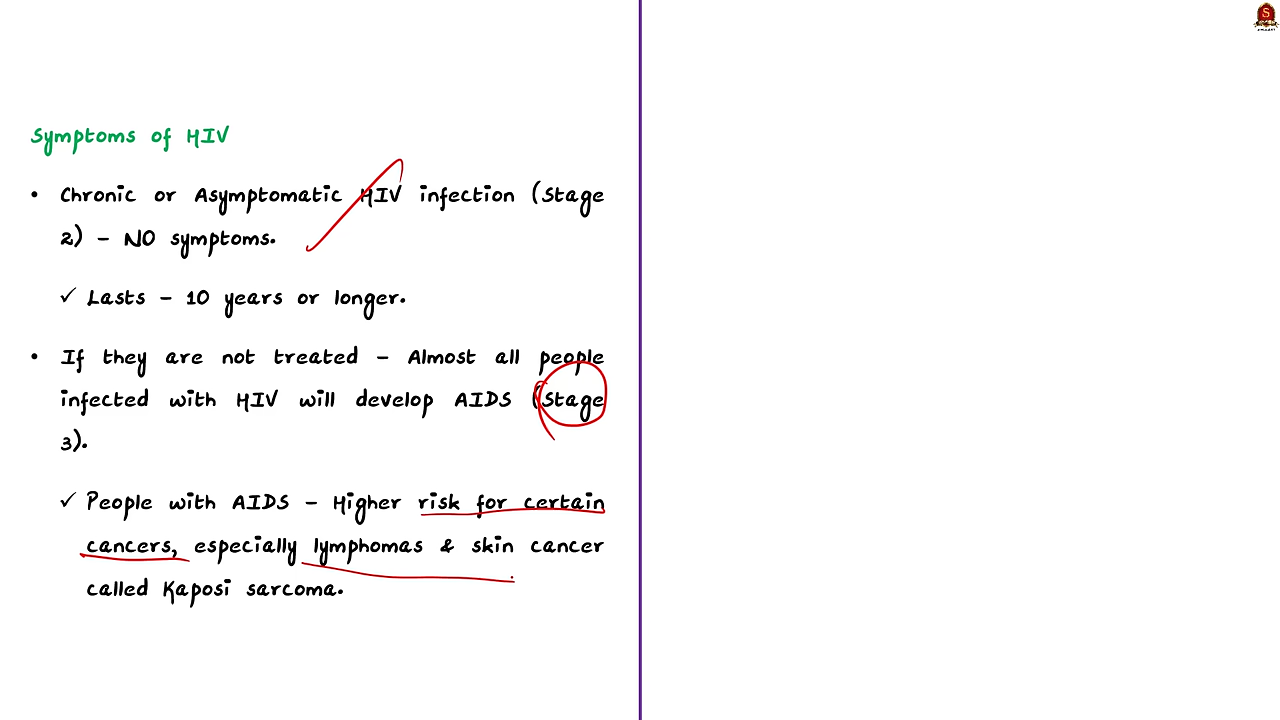 Symptoms of HIV
• Chronic or Asymptomatic HIV infection (Stage
2) – NO symptoms.
✓ Lasts – 10 years or longer.
• If they are not treated – Almost all people
infected with HIV will develop AIDS (Stage
3).
✓ People with AIDS – Higher risk for certain
cancers, especially lymphomas & skin cancer
called Kaposi sarcoma.